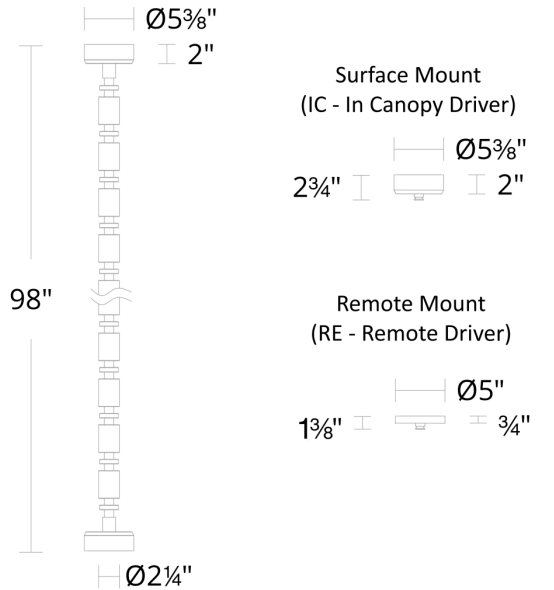 Ø5⅜"
2"
98"
Ø2¼"
Surface Mount
(IC - In Canopy Driver)
Ø5⅜"
2¾"
2"
Remote Mount
(RE - Remote Driver)
Ø5"
1⅜"
¾"